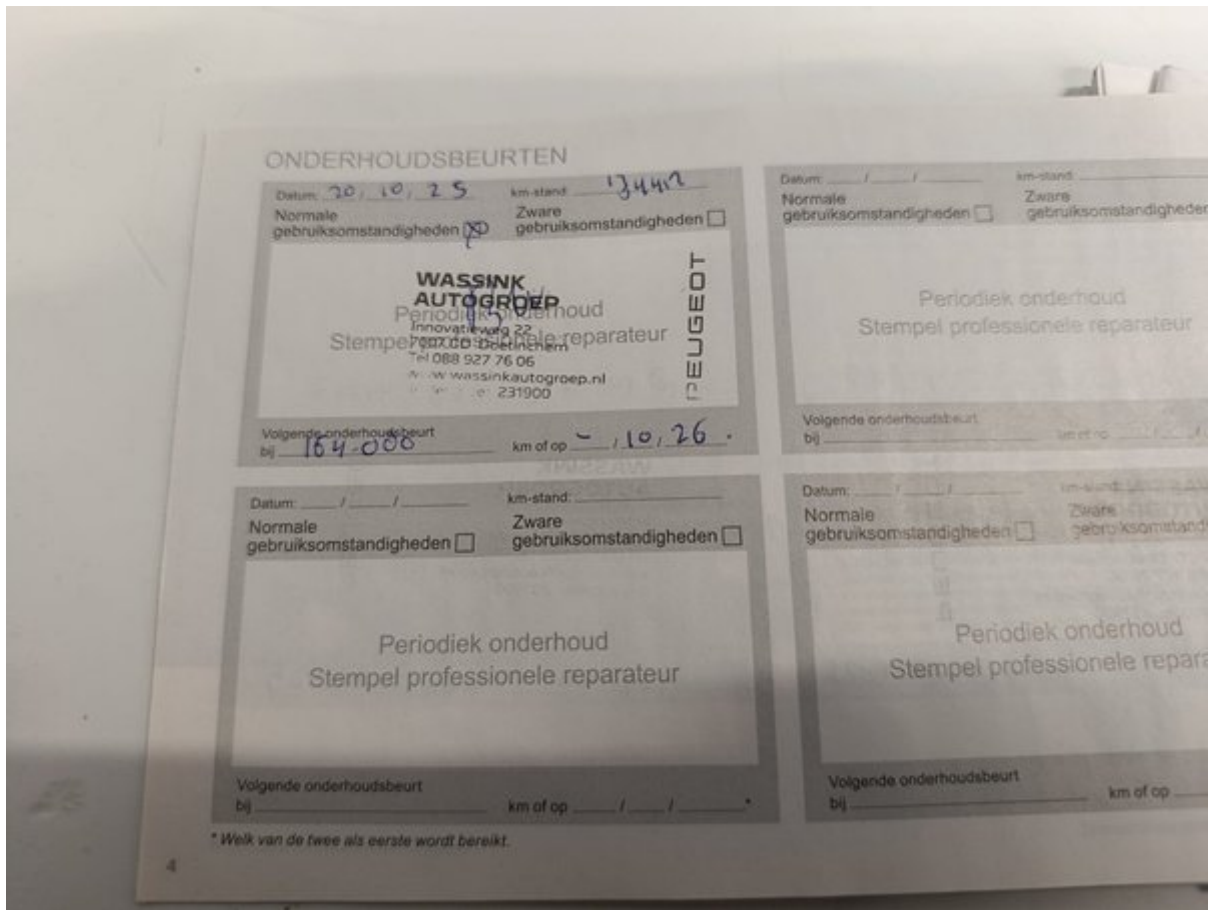 ONDERHOUDSBEURTEN
Datum: 20 / 10 / 25 km-stand:
Normale
gebruiksomstandigheden
Zware
gebruiksomstandigheden
WASSINK
AUTOGROEP
Periodiek onderhoud
Innovatieweg 22
Stempel professionele reparateur
Doetinchem
Tel 088 927 76 06
wassinkautogroep.nl
231900
PEUGEOT
Volgende onderhoudsbeurt
bij 164.000 km of op - / 10 / 26.
Datum: / / km-stand:
Normale
gebruiksomstandigheden
Zware
gebruiksomstandigheden
Periodiek onderhoud
Stempel professionele reparateur
Volgende onderhoudsbeurt
bij km of op / /
Datum: / / km-stand:
Normale
gebruiksomstandigheden
Zware
gebruiksomstandigheden
Periodiek onderhoud
Stempel professionele reparateur
Volgende onderhoudsbeurt
bij km of op / / *
Datum: / /
Normale
gebruiksomstandigheden
Zware
Periodiek onderhoud
Stempel professionele repara
Volgende onderhoudsbeurt
bij km of op
* Welk van de twee als eerste wordt bereikt.
4